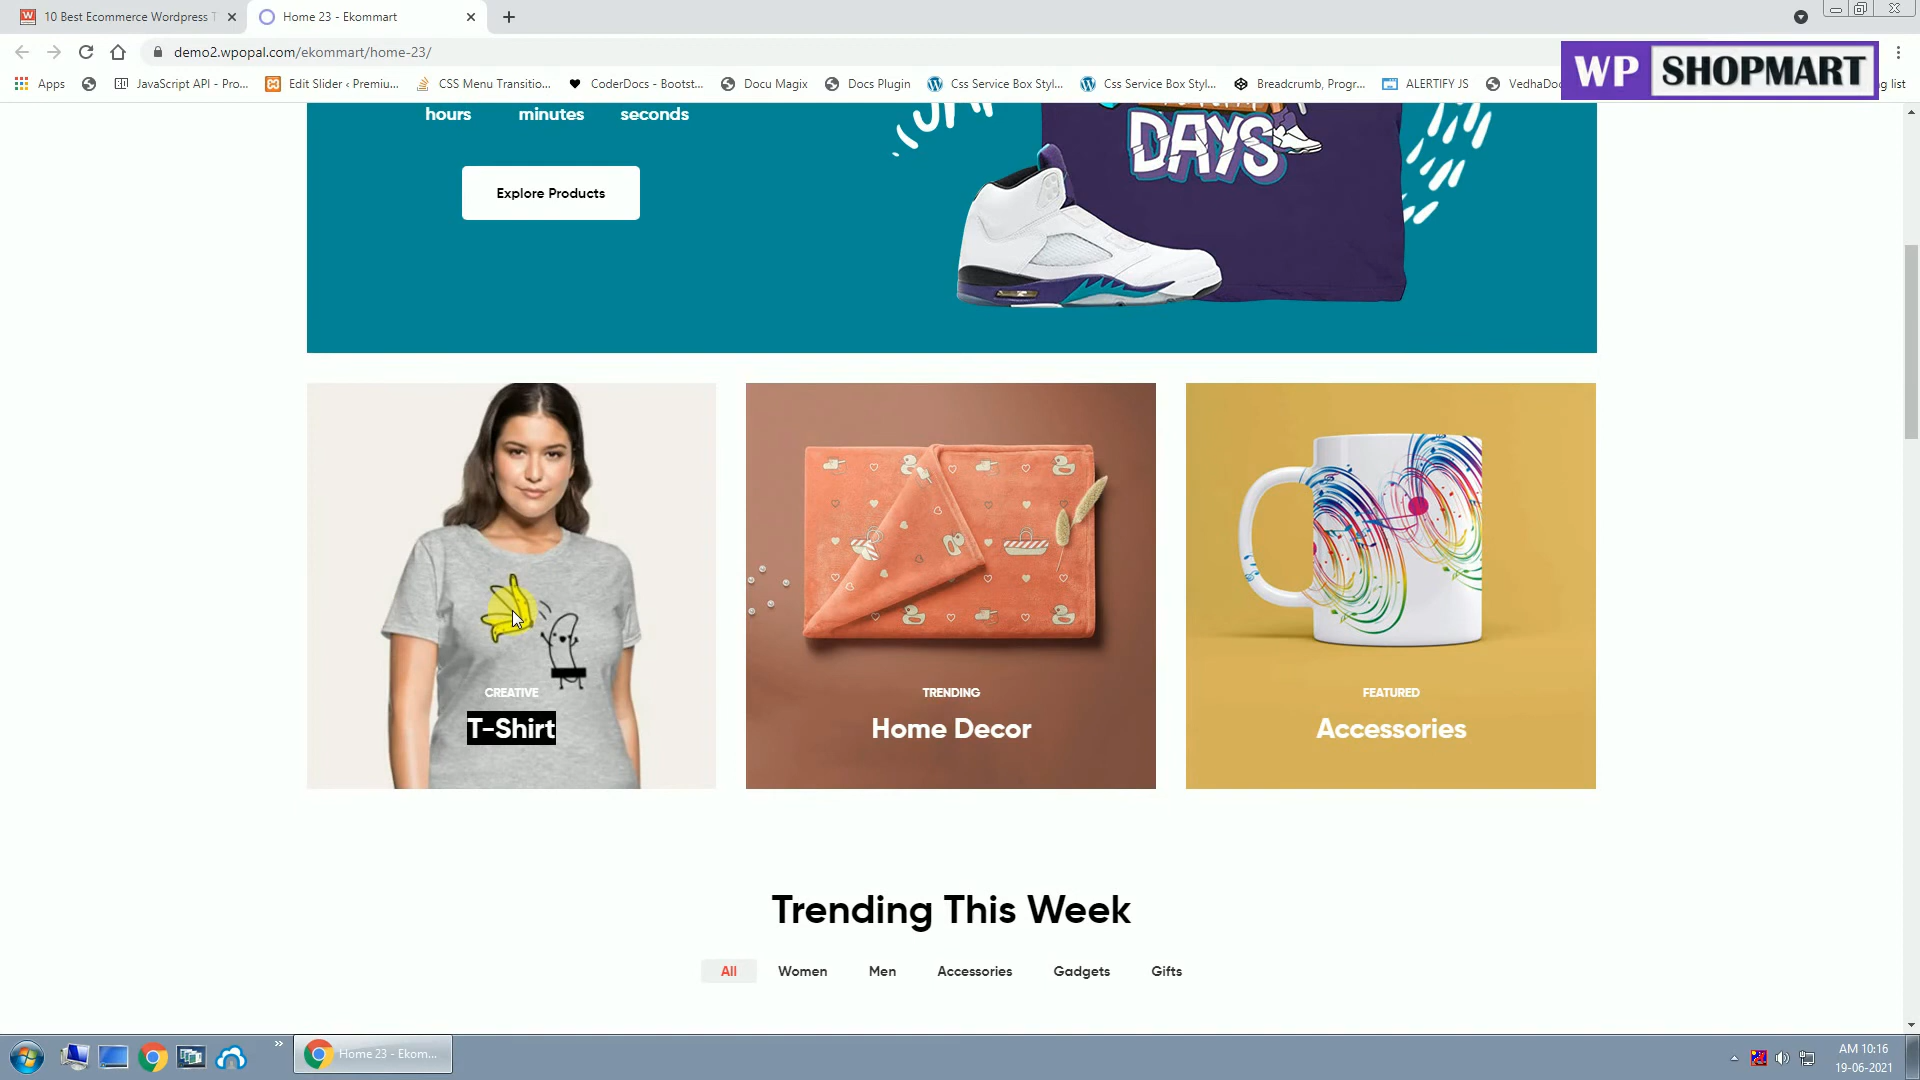 10 Best Ecommerce Wordpress T
Home 23 - Ekommart
demo2.wpopal.com/ekommart/home-23/
WP SHOPMART
Apps
JavaScript API - Pro...
Edit Slider ‹ Premiu...
CSS Menu Transitio...
CoderDocs - Bootst...
Docu Magix
Docs Plugin
Css Service Box Styl...
Css Service Box Styl...
Breadcrumb, Progr...
ALERTIFY JS
VedhaDoc
g list
hours minutes seconds
DAYS
Explore Products
CREATIVE
T-Shirt
TRENDING
Home Decor
FEATURED
Accessories
Trending This Week
All Women Men Accessories Gadgets Gifts
Home 23 - Ekom...
AM 10:16
19-06-2021